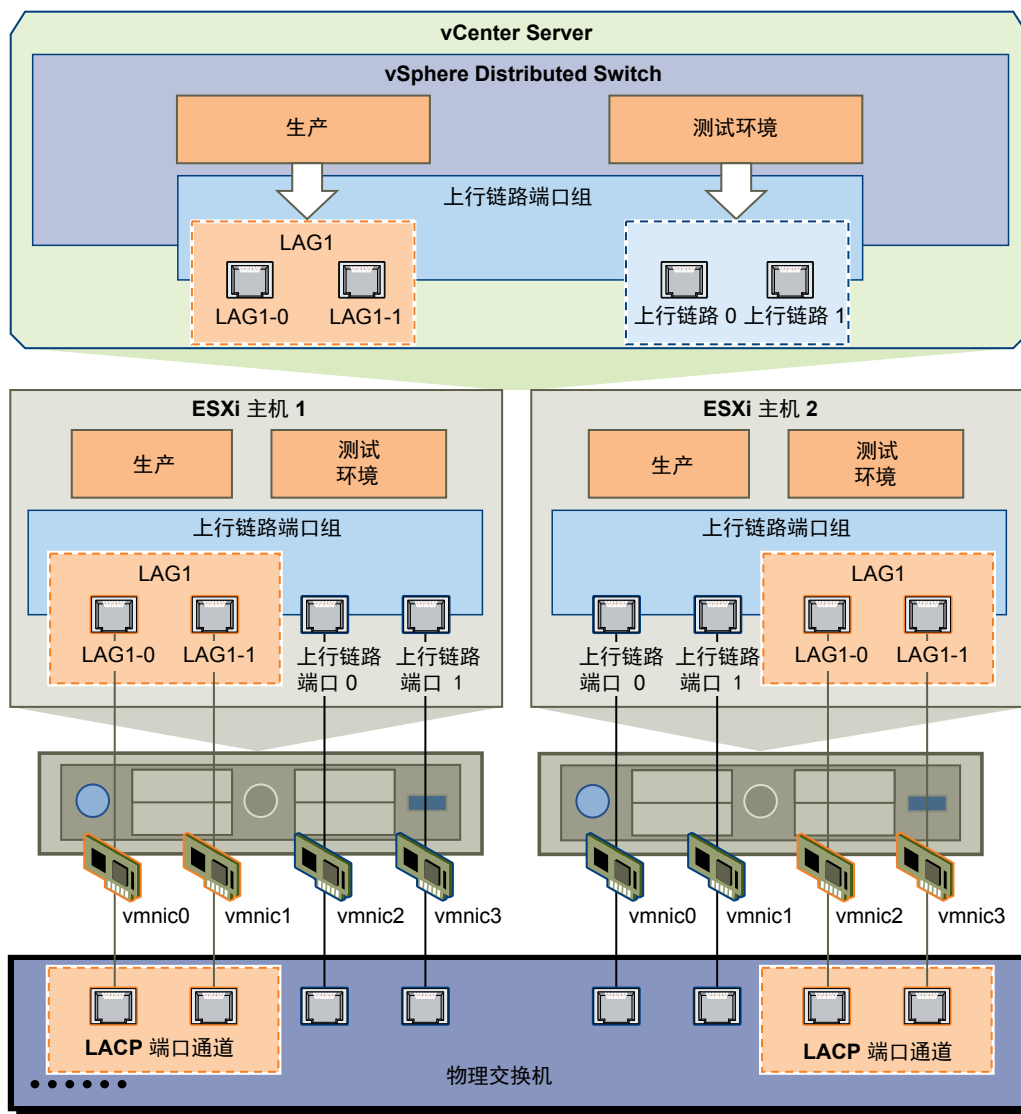 vCenter Server
vSphere Distributed Switch
生产
测试环境
上行链路端口组
LAG1
LAG1-0
LAG1-1
上行链路 0
上行链路 1
ESXi 主机 1
生产
测试
环境
上行链路端口组
LAG1
LAG1-0
LAG1-1
上行链路
端口 0
上行链路
端口 1
ESXi 主机 2
生产
测试
环境
上行链路端口组
上行链路
端口 0
上行链路
端口 1
LAG1
LAG1-0
LAG1-1
vmnic0
vmnic1
vmnic2
vmnic3
vmnic0
vmnic1
vmnic2
vmnic3
LACP 端口通道
LACP 端口通道
物理交换机